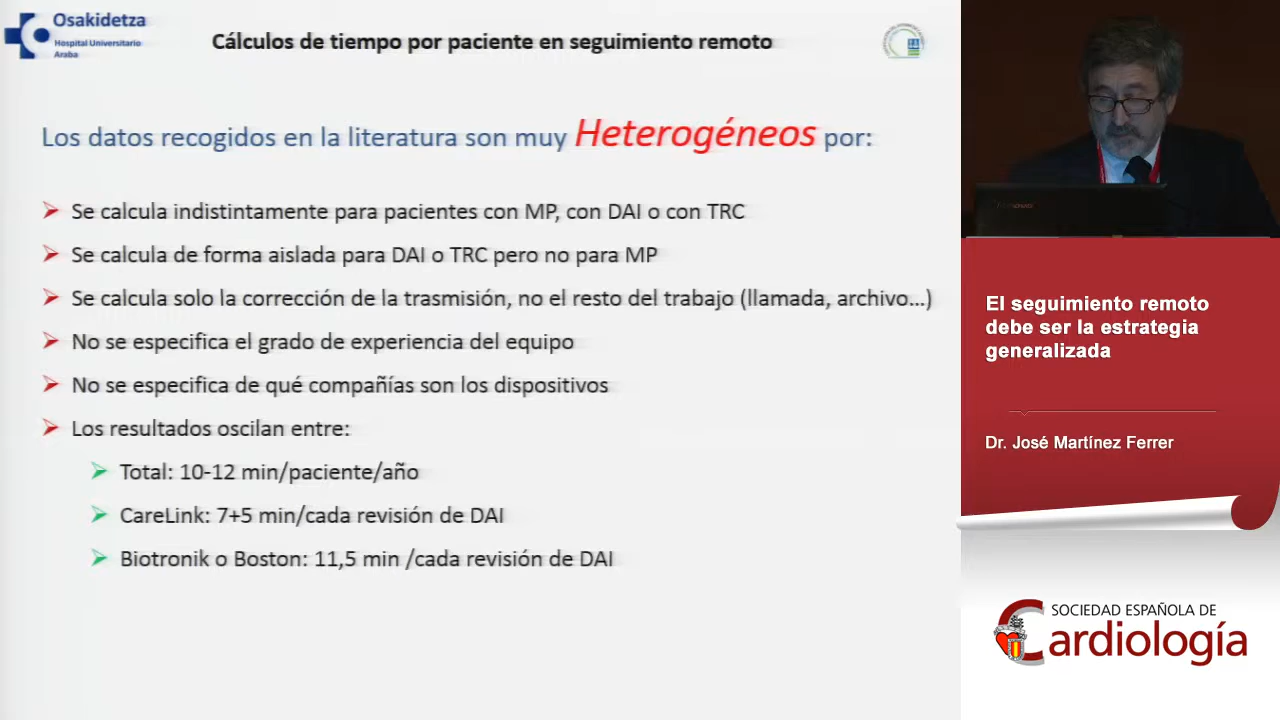 Osakidetza
Hospital Universitario
Araba
Cálculos de tiempo por paciente en seguimiento remoto
Los datos recogidos en la literatura son muy Heterogéneos por:
Se calcula indistintamente para pacientes con MP, con DAI o con TRC
Se calcula de forma aislada para DAI o TRC pero no para MP
Se calcula solo la corrección de la trasmisión, no el resto del trabajo (llamada, archivo...)
No se especifica el grado de experiencia del equipo
No se especifica de qué compañías son los dispositivos
Los resultados oscilan entre:
Total: 10-12 min/paciente/año
CareLink: 7+5 min/cada revisión de DAI
Biotronik o Boston: 11,5 min /cada revisión de DAI
El seguimiento remoto
debe ser la estrategia
generalizada
Dr. José Martínez Ferrer
SOCIEDAD ESPAÑOLA DE
Cardiología